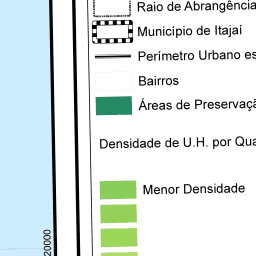 Raio de Abrangência
Município de Itajaí
Perímetro Urbano es
Bairros
Áreas de Preservaçã
Densidade de U.H. por Qua
Menor Densidade
20000